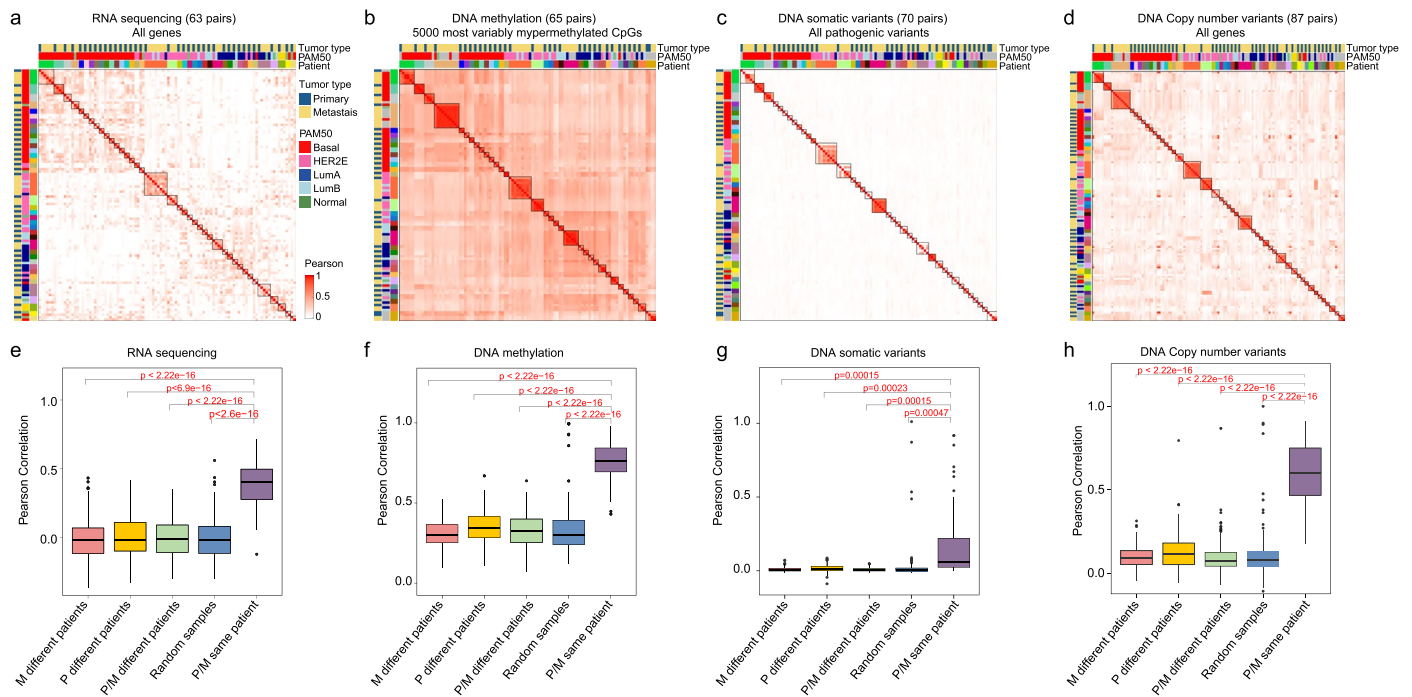 a
RNA sequencing (63 pairs)
All genes
Tumor type
PAM50
Patient
Tumor type
Primary
Metastais
PAM50
Basal
HER2E
LumA
LumB
Normal
Pearson
1
0.5
0
b
DNA methylation (65 pairs)
5000 most variably mypermethylated CpGs
c
DNA somatic variants (70 pairs)
All pathogenic variants
Tumor type
PAM50
Patient
d
DNA Copy number variants (87 pairs)
All genes
Tumor type
PAM50
Patient
e
RNA sequencing
p < 2.22e−16
p<6.9e−16
p < 2.22e−16
p<2.6e−16
Pearson Correlation
1.0
0.5
0.0
M different patients
P different patients
P/M different patients
Random samples
P/M same patient
f
DNA methylation
p < 2.22e−16
p < 2.22e−16
p < 2.22e−16
p < 2.22e−16
Pearson Correlation
1.0
0.5
0.0
M different patients
P different patients
P/M different patients
Random samples
P/M same patient
g
DNA somatic variants
p=0.00015
p=0.00023
p=0.00015
p=0.00047
Pearson Correlation
1.0
0.5
0.0
M different patients
P different patients
P/M different patients
Random samples
P/M same patient
h
DNA Copy number variants
p < 2.22e−16
p < 2.22e−16
p < 2.22e−16
p < 2.22e−16
Pearson Correlation
1.0
0.5
0.0
M different patients
P different patients
P/M different patients
Random samples
P/M same patient